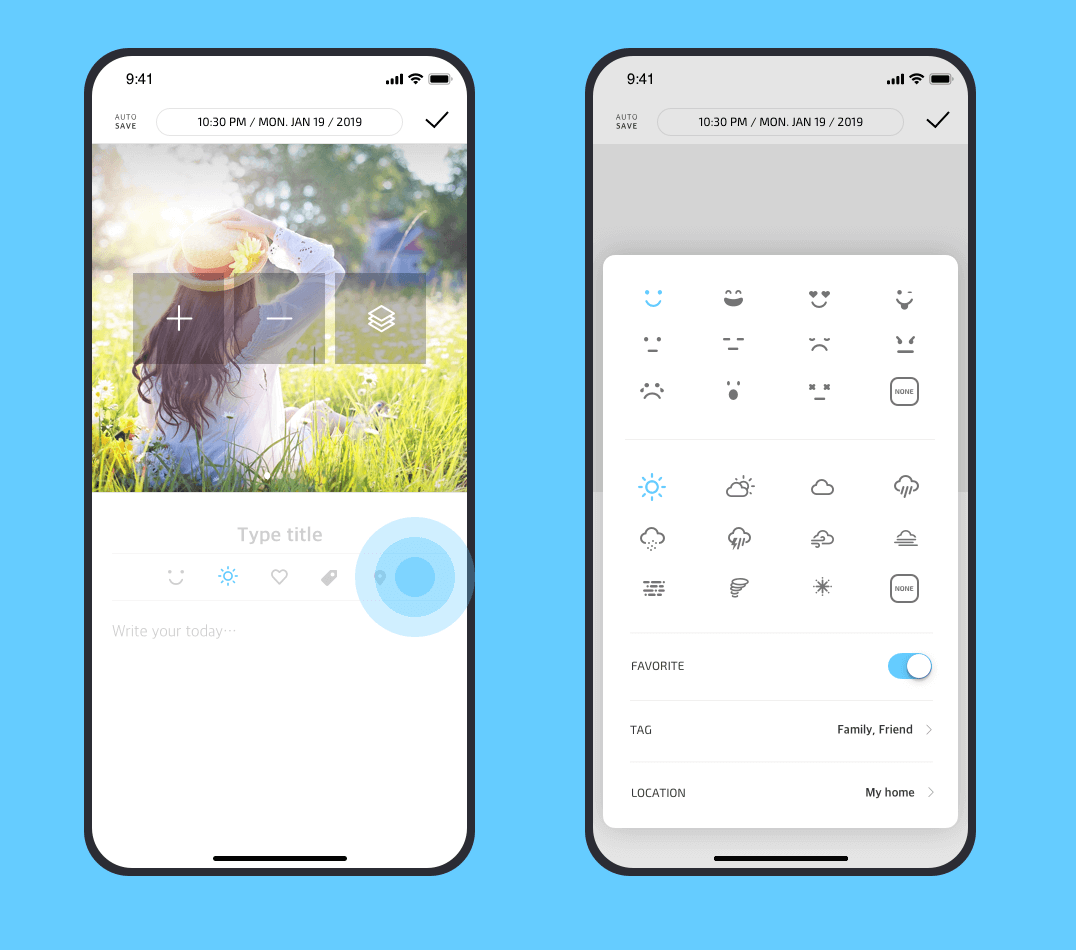 9:41
AUTO
SAVE
10:30 PM / MON. JAN 19 / 2019
Type title
Write your today···
9:41
AUTO
SAVE
10:30 PM / MON. JAN 19 / 2019
NONE
NONE
FAVORITE
TAG
Family, Friend
LOCATION
My home